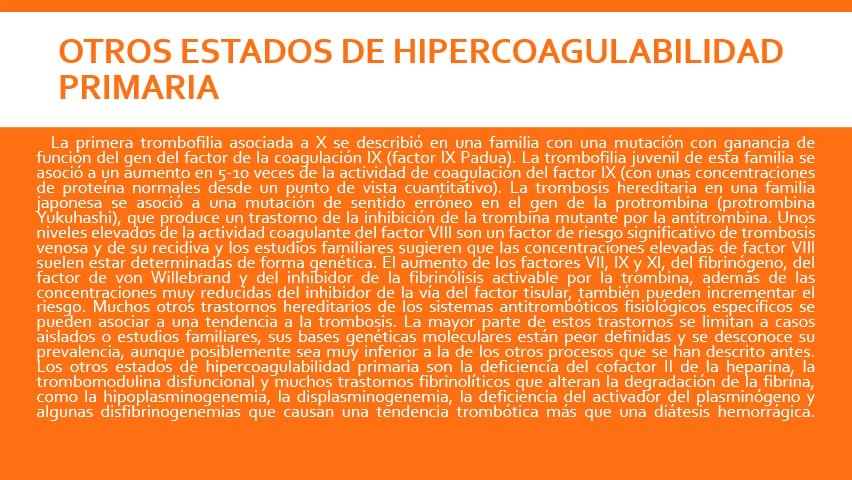 OTROS ESTADOS DE HIPERCOAGULABILIDAD
PRIMARIA
La primera trombofilia asociada a X se describió en una familia con una mutación con ganancia de
función del gen del factor de la coagulación IX (factor IX Padua). La trombofilia juvenil de esta familia se
asoció a un aumento en 5-10 veces de la actividad de coagulación del factor IX (con unas concentraciones
de proteína normales desde un punto de vista cuantitativo). La trombosis hereditaria en una familia
japonesa se asoció a una mutación de sentido erróneo en el gen de la protrombina (protrombina
Yukuhashi), que produce un trastorno de la inhibición de la trombina mutante por la antitrombina. Unos
niveles elevados de la actividad coagulante del factor VIII son un factor de riesgo significativo de trombosis
venosa y de su recidiva y los estudios familiares sugieren que las concentraciones elevadas de factor VIII
suelen estar determinadas de forma genética. El aumento de los factores VII, IX y XI, del fibrinógeno, del
factor de von Willebrand y del inhibidor de la fibrinólisis activable por la trombina, además de las
concentraciones muy reducidas del inhibidor de la vía del factor tisular, también pueden incrementar el
riesgo. Muchos otros trastornos hereditarios de los sistemas antitrombóticos fisiológicos específicos se
pueden asociar a una tendencia a la trombosis. La mayor parte de estos trastornos se limitan a casos
aislados o estudios familiares, sus bases genéticas moleculares están peor definidas y se desconoce su
prevalencia, aunque posiblemente sea muy inferior a la de los otros procesos que se han descrito antes.
Los otros estados de hipercoagulabilidad primaria son la deficiencia del cofactor II de la heparina, la
trombomodulina disfuncional y muchos trastornos fibrinolíticos que alteran la degradación de la fibrina,
como la hipoplasminogenemia, la displasminogenemia, la deficiencia del activador del plasminógeno y
algunas disfibrinogenemias que causan una tendencia trombótica más que una diátesis hemorrágica.